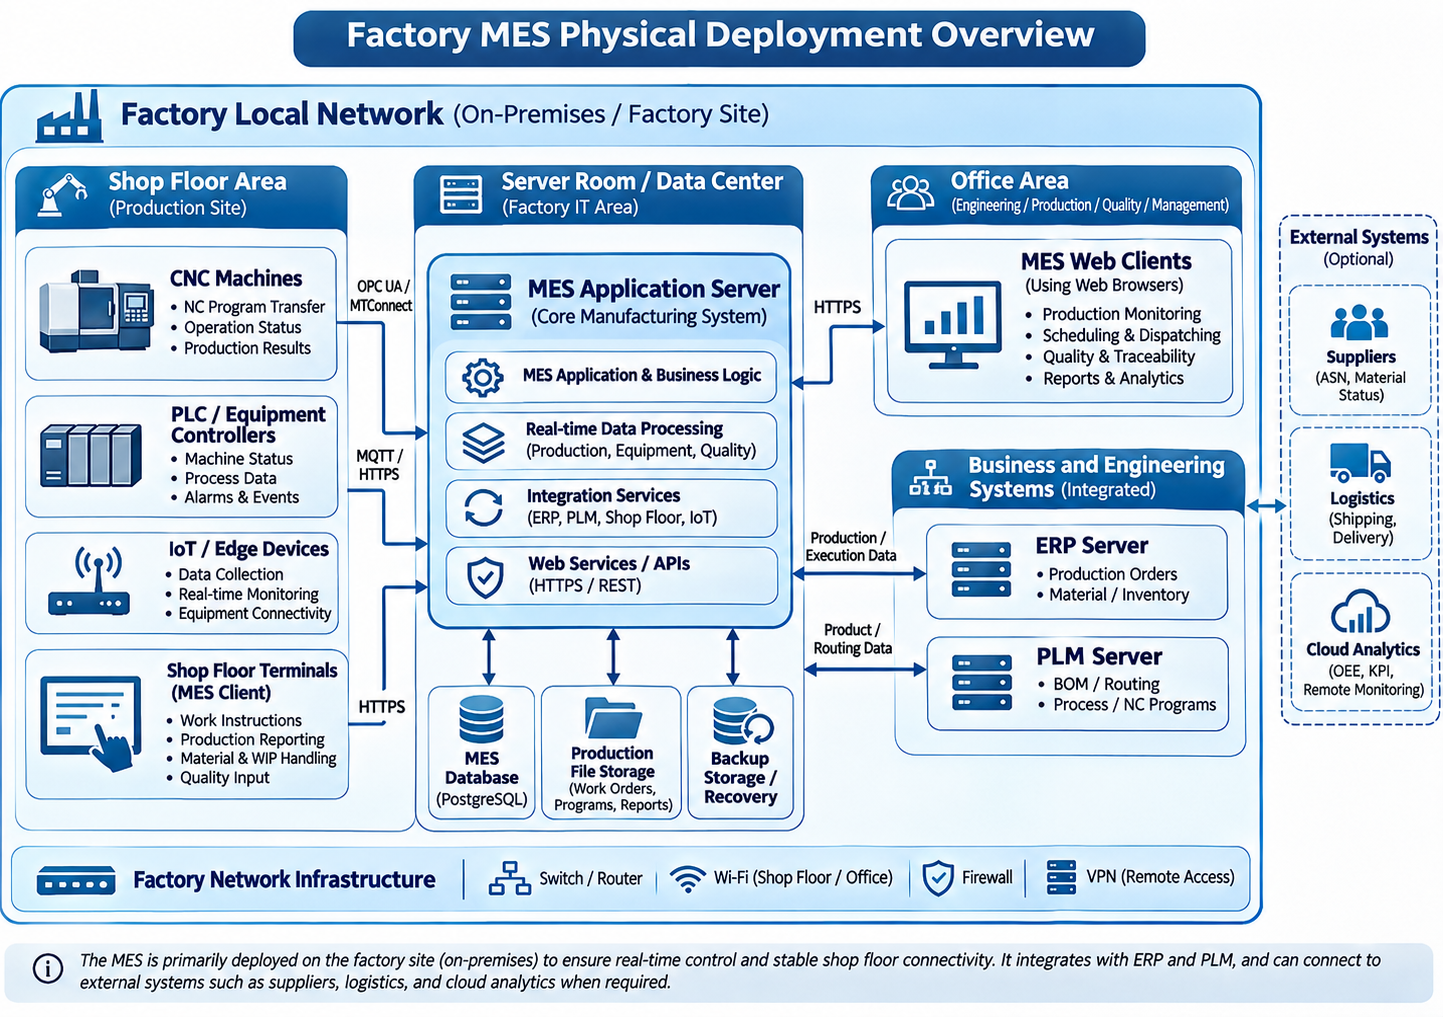 Factory MES Physical Deployment Overview
Factory Local Network (On-Premises / Factory Site)
Shop Floor Area
(Production Site)
CNC Machines
• NC Program Transfer
• Operation Status
• Production Results
PLC / Equipment
Controllers
• Machine Status
• Process Data
• Alarms & Events
IoT / Edge Devices
• Data Collection
• Real-time Monitoring
• Equipment Connectivity
Shop Floor Terminals
(MES Client)
• Work Instructions
• Production Reporting
• Material & WIP Handling
• Quality Input
OPC UA /
MTConnect
MQTT /
HTTPS
HTTPS
Server Room / Data Center
(Factory IT Area)
MES Application Server
(Core Manufacturing System)
MES Application & Business Logic
Real-time Data Processing
(Production, Equipment, Quality)
Integration Services
(ERP, PLM, Shop Floor, IoT)
Web Services / APIs
(HTTPS / REST)
MES
Database
(PostgreSQL)
Production
File Storage
(Work Orders,
Programs, Reports)
Backup
Storage /
Recovery
HTTPS
Production /
Execution Data
Product /
Routing Data
Office Area
(Engineering / Production / Quality / Management)
MES Web Clients
(Using Web Browsers)
• Production Monitoring
• Scheduling & Dispatching
• Quality & Traceability
• Reports & Analytics
Business and Engineering
Systems (Integrated)
ERP Server
• Production Orders
• Material / Inventory
PLM Server
• BOM / Routing
• Process / NC Programs
External Systems
(Optional)
Suppliers
(ASN, Material
Status)
Logistics
(Shipping,
Delivery)
Cloud Analytics
(OEE, KPI,
Remote Monitoring)
Factory Network Infrastructure
Switch / Router
Wi-Fi (Shop Floor / Office)
Firewall
VPN (Remote Access)
The MES is primarily deployed on the factory site (on-premises) to ensure real-time control and stable shop floor connectivity. It integrates with ERP and PLM, and can connect to
external systems such as suppliers, logistics, and cloud analytics when required.